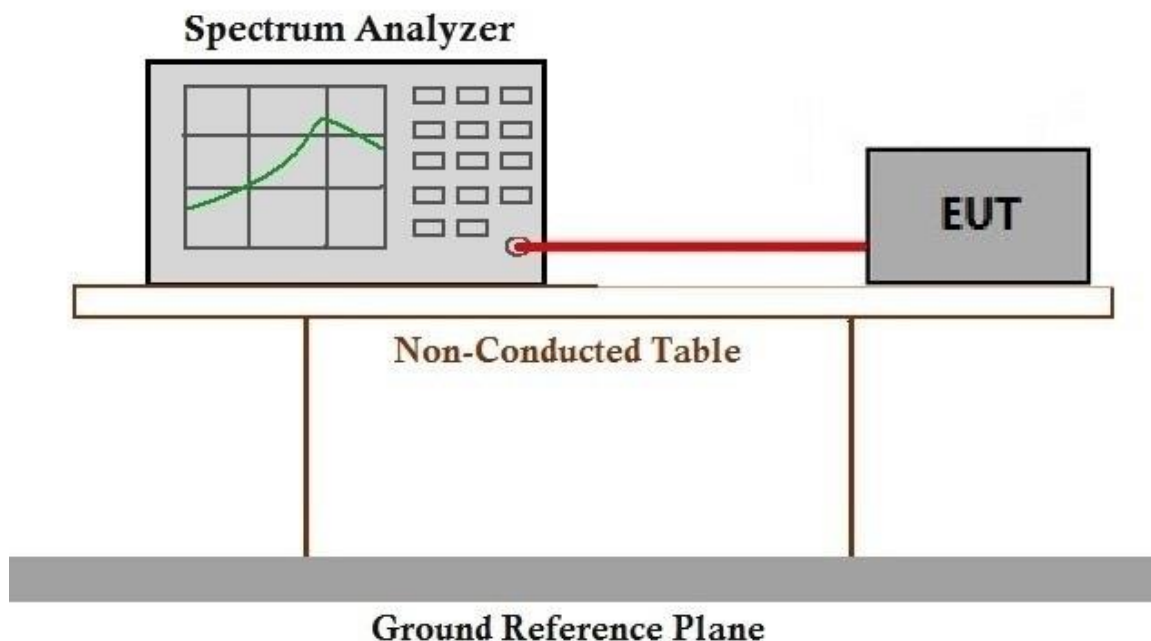 Spectrum Analyzer
EUT
Non-Conducted Table
Ground Reference Plane